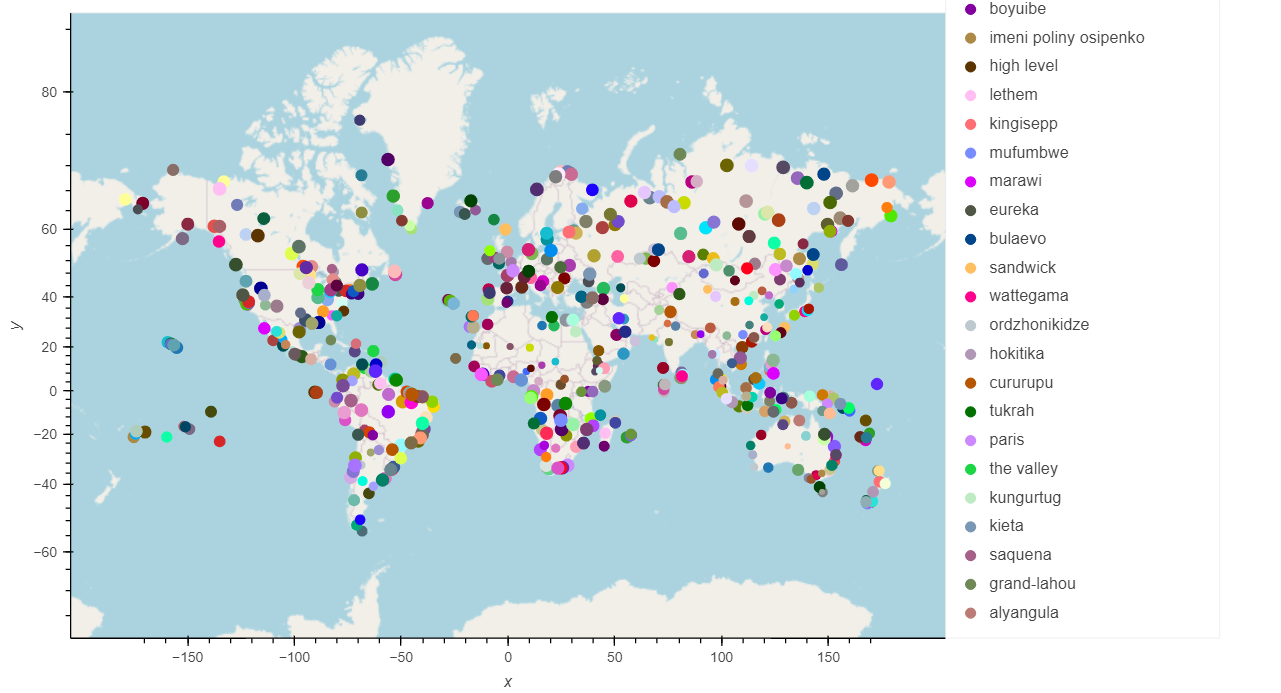 boyuibe
imeni poliny osipenko
high level
lethem
kingisepp
mufumbwe
marawi
eureka
bulaevo
sandwick
wattegama
ordzhonikidze
hokitika
cururupu
tukrah
paris
the valley
kungurtug
kieta
saquena
grand-lahou
alyangula
80
60
40
20
0
−20
−40
−60
y
−150 −100 −50 0 50 100 150
x